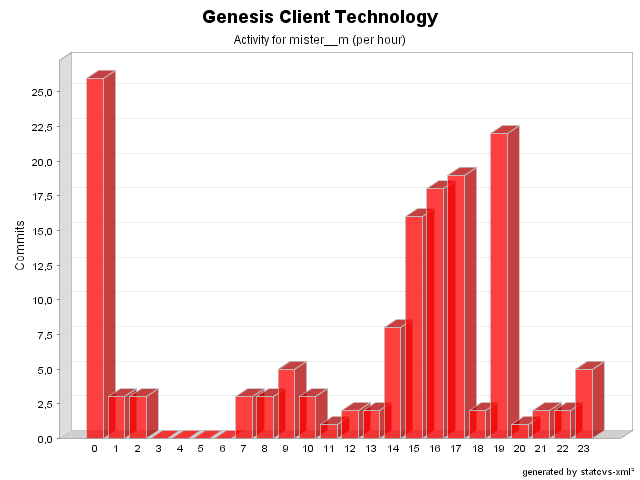 Genesis Client Technology
Activity for mister__m (per hour)
25,0
22,5
20,0
17,5
15,0
12,5
10,0
7,5
5,0
2,5
0,0
Commits
0 1 2 3 4 5 6 7 8 9 10 11 12 13 14 15 16 17 18 19 20 21 22 23
generated by statcvs-xml²